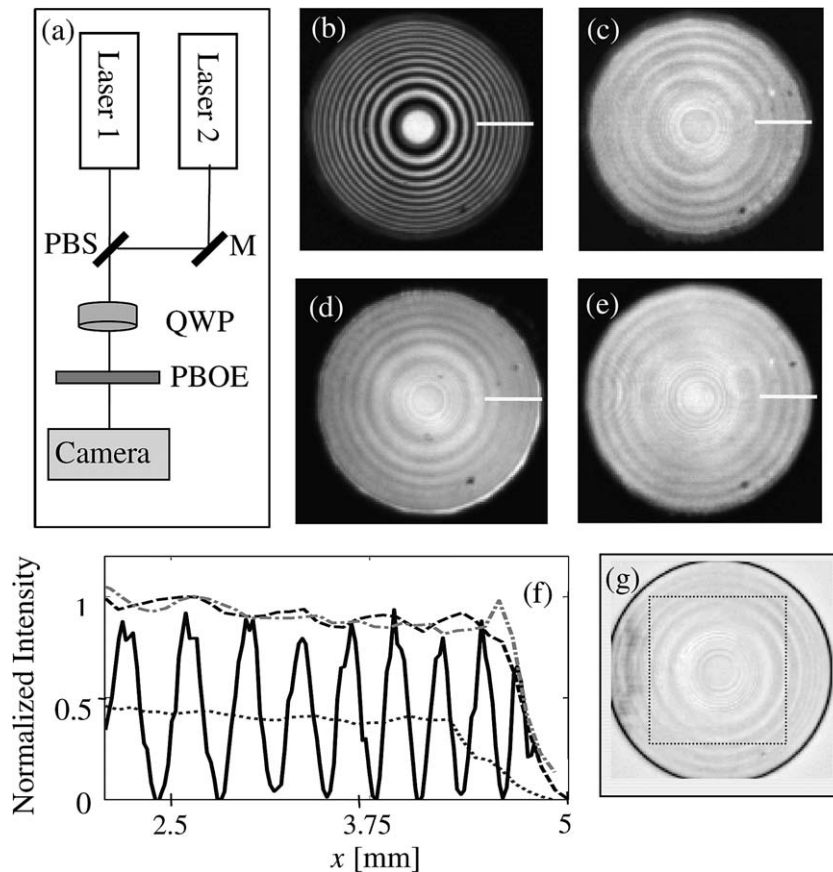 (a)
Laser 1
Laser 2
PBS
M
QWP
PBOE
Camera
(b)
(c)
(d)
(e)
(f)
Normalized Intensity
1
0.5
0
2.5
3.75
5
x [mm]
(g)